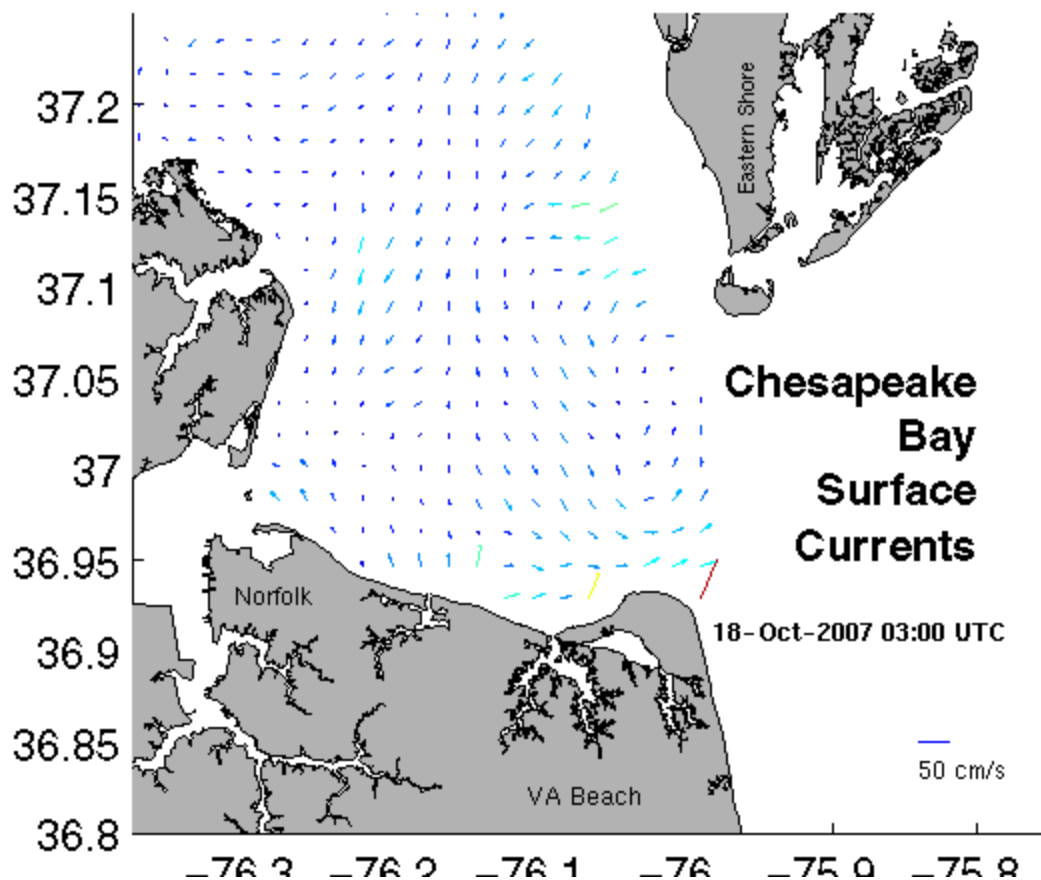 37.2
Eastern Shore
37.15
37.1
37.05
Chesapeake
Bay
Surface
Currents
37
36.95
Norfolk
18-Oct-2007 03:00 UTC
36.9
36.85
50 cm/s
VA Beach
36.8
−76.3 −76.2 −76.1 −76 −75.9 −75.8